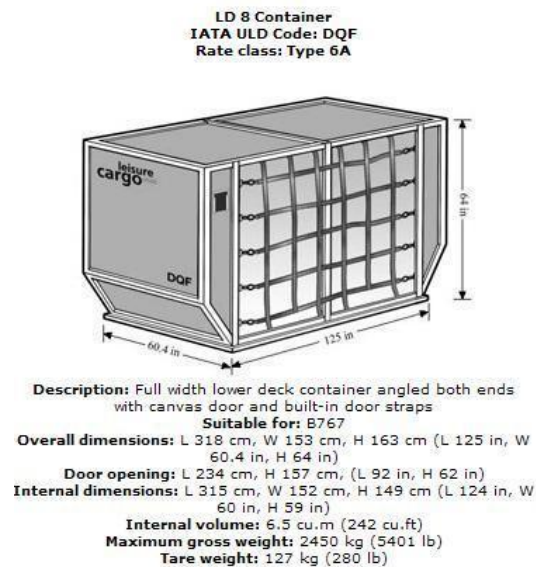 LD 8 Container
IATA ULD Code: DQF
Rate class: Type 6A
leisure
cargo
DQF
64 in
60.4 in
125 in
Description: Full width lower deck container angled both ends
with canvas door and built-in door straps
Suitable for: B767
Overall dimensions: L 318 cm, W 153 cm, H 163 cm (L 125 in, W
60.4 in, H 64 in)
Door opening: L 234 cm, H 157 cm, (L 92 in, H 62 in)
Internal dimensions: L 315 cm, W 152 cm, H 149 cm (L 124 in, W
60 in, H 59 in)
Internal volume: 6.5 cu.m (242 cu.ft)
Maximum gross weight: 2450 kg (5401 lb)
Tare weight: 127 kg (280 lb)